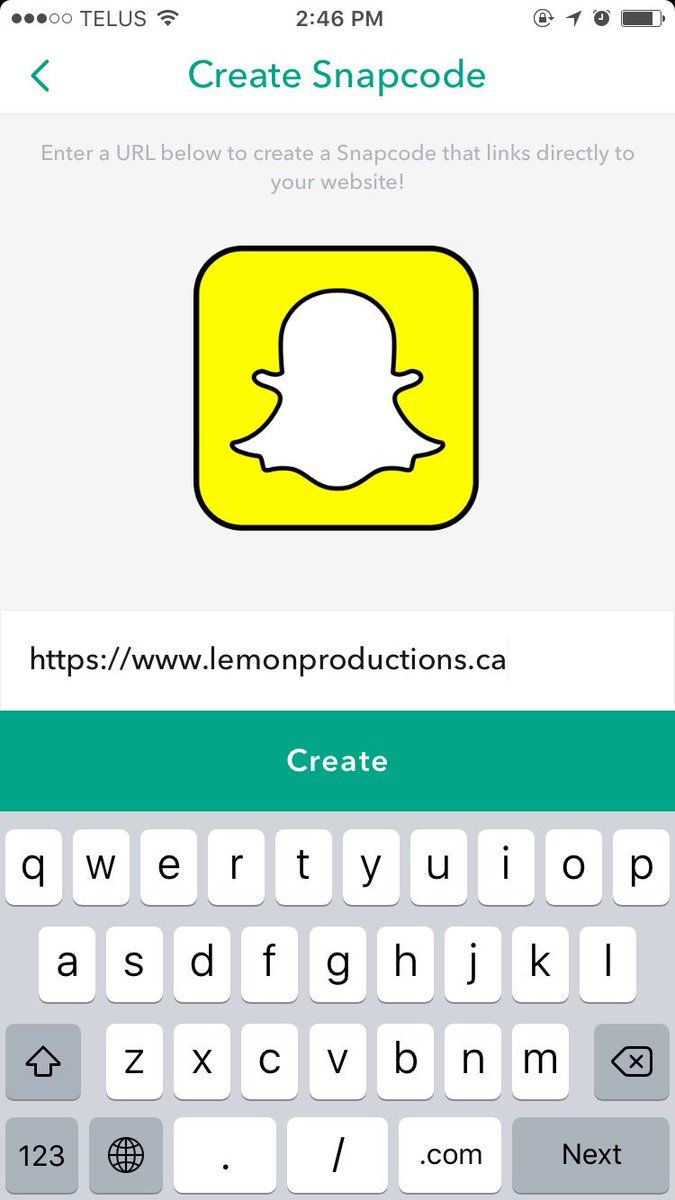 TELUS 2:46 PM
Create Snapcode
Enter a URL below to create a Snapcode that links directly to
your website!
https://www.lemonproductions.ca
Create
q w e r t y u i o p
a s d f g h j k l
z x c v b n m
123 . / .com Next